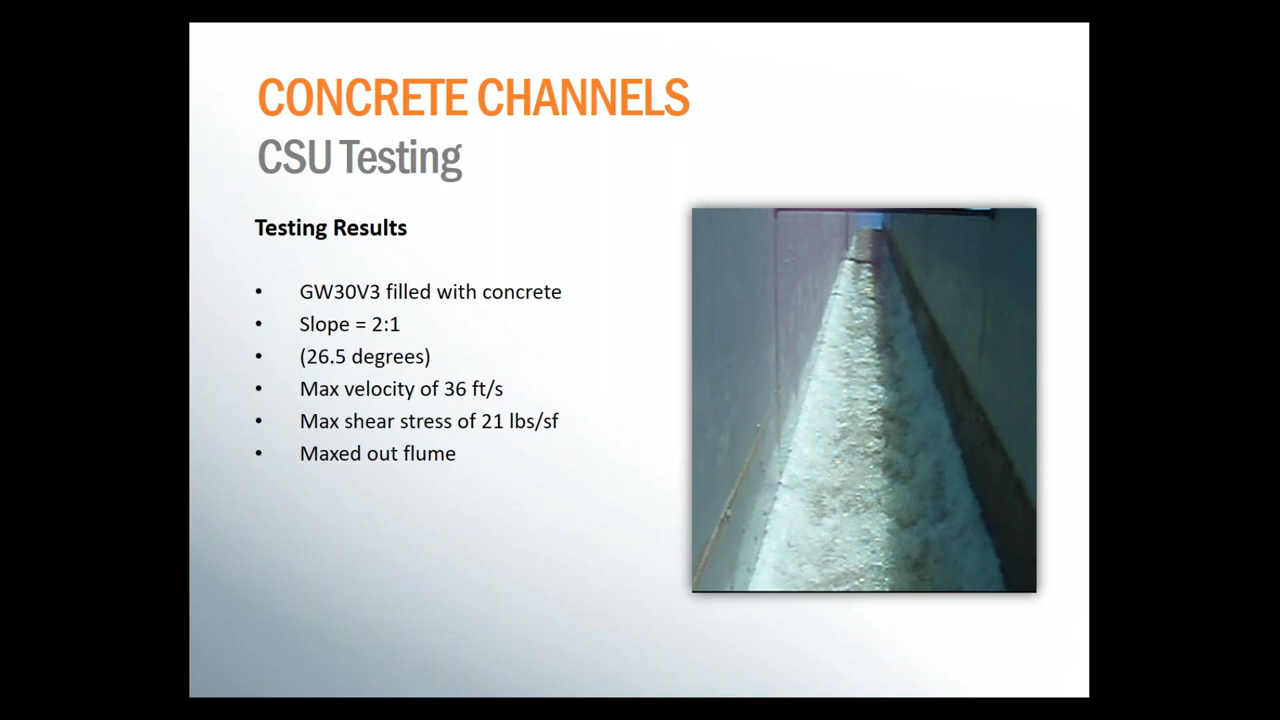 CONCRETE CHANNELS
CSU Testing
Testing Results
• GW30V3 filled with concrete
• Slope = 2:1
• (26.5 degrees)
• Max velocity of 36 ft/s
• Max shear stress of 21 lbs/sf
• Maxed out flume